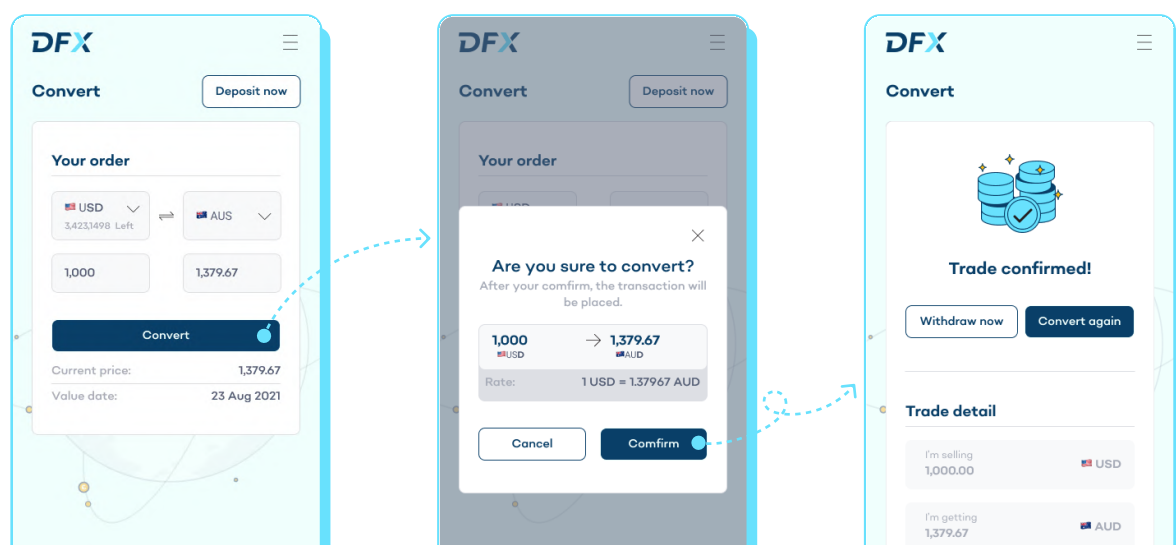 DFX
Convert
Deposit now
Your order
USD
3,423,1498 Left
AUS
1,000
1,379.67
Convert
Current price: 1,379.67
Value date: 23 Aug 2021
DFX
Convert
Deposit now
Your order
USD
Are you sure to convert?
After your comfirm, the transaction will
be placed.
1,000
USD
1,379.67
AUD
Rate: 1 USD = 1.37967 AUD
Cancel
Comfirm
DFX
Convert
Trade confirmed!
Withdraw now
Convert again
Trade detail
I'm selling
1,000.00
USD
I'm getting
1,379.67
AUD